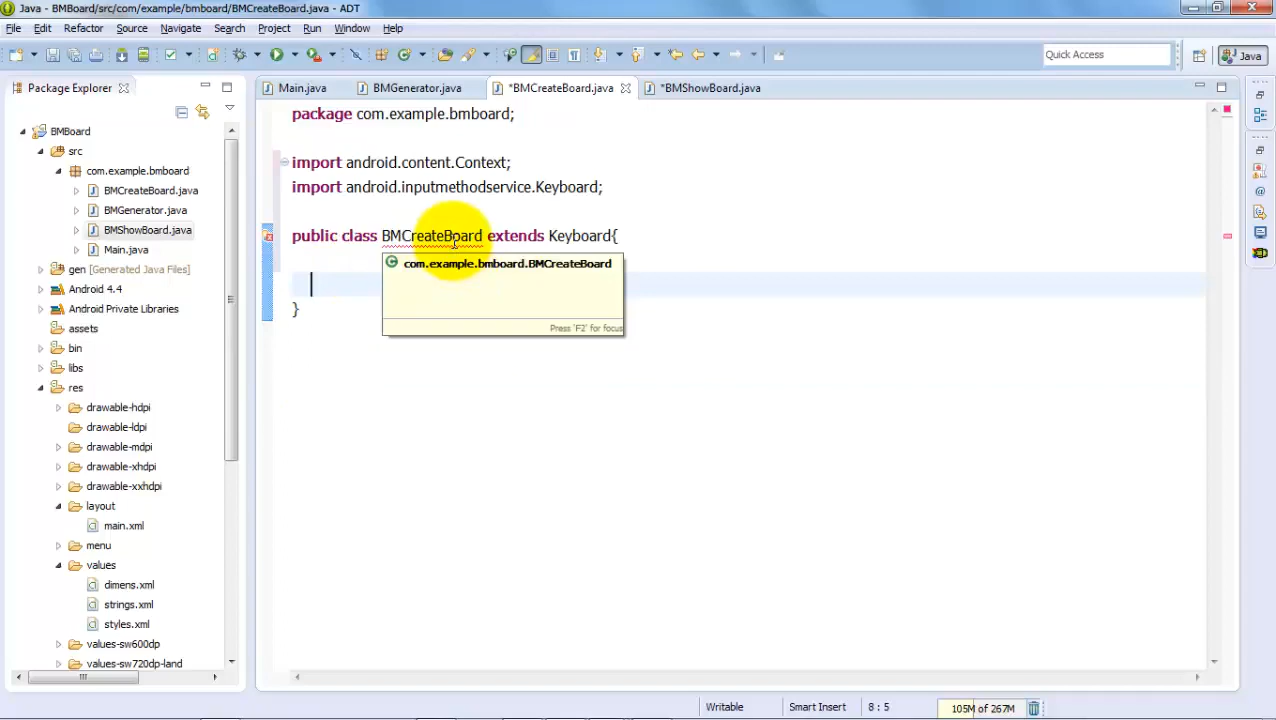 Java - BMBoard/src/com/example/bmboard/BMCreateBoard.java - ADT
File Edit Refactor Source Navigate Search Project Run Window Help
Quick Access
Java
Package Explorer
Main.java
BMGenerator.java
*BMCreateBoard.java
*BMShowBoard.java
BMBoard
src
com.example.bmboard
BMCreateBoard.java
BMGenerator.java
BMShowBoard.java
Main.java
gen [Generated Java Files]
Android 4.4
Android Private Libraries
assets
bin
libs
res
drawable-hdpi
drawable-ldpi
drawable-mdpi
drawable-xhdpi
drawable-xxhdpi
layout
main.xml
menu
values
dimens.xml
strings.xml
styles.xml
values-sw600dp
values-sw720dp-land
package com.example.bmboard;
import android.content.Context;
import android.inputmethodservice.Keyboard;
public class BMCreateBoard extends Keyboard{
com.example.bmboard.BMCreateBoard
Press 'F2' for focus
}
Writable
Smart Insert
8 : 5
105M of 267M